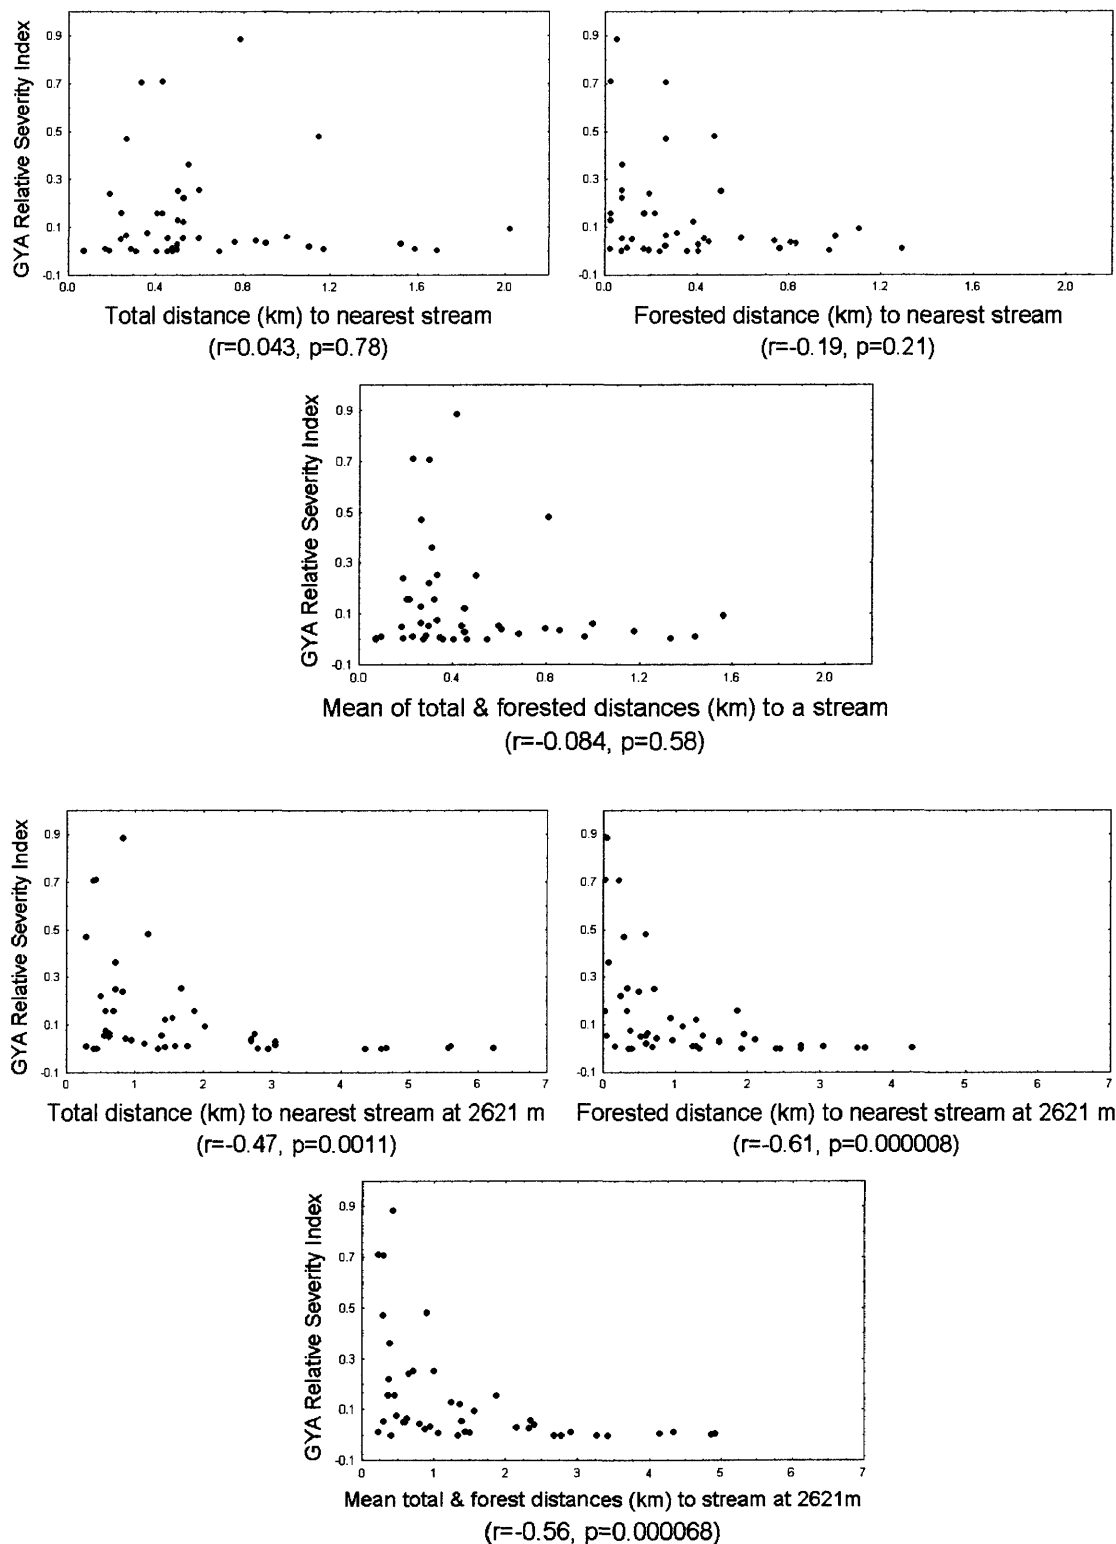 GYA Relative Severity Index
0.9
0.7
0.5
0.3
0.1
-0.1
0.0 0.4 0.8 1.2 1.6 2.0
Total distance (km) to nearest stream
(r=0.043, p=0.78)
0.9
0.7
0.5
0.3
0.1
-0.1
0.0 0.4 0.8 1.2 1.6 2.0
Forested distance (km) to nearest stream
(r=-0.19, p=0.21)
GYA Relative Severity Index
0.9
0.7
0.5
0.3
0.1
-0.1
0.0 0.4 0.8 1.2 1.6 2.0
Mean of total & forested distances (km) to a stream
(r=-0.084, p=0.58)
GYA Relative Severity Index
0.9
0.7
0.5
0.3
0.1
-0.1
0 1 2 3 4 5 6 7
Total distance (km) to nearest stream at 2621 m
(r=-0.47, p=0.0011)
0.9
0.7
0.5
0.3
0.1
-0.1
0 1 2 3 4 5 6 7
Forested distance (km) to nearest stream at 2621 m
(r=-0.61, p=0.000008)
GYA Relative Severity Index
0.9
0.7
0.5
0.3
0.1
-0.1
0 1 2 3 4 5 6 7
Mean total & forest distances (km) to stream at 2621m
(r=-0.56, p=0.000068)